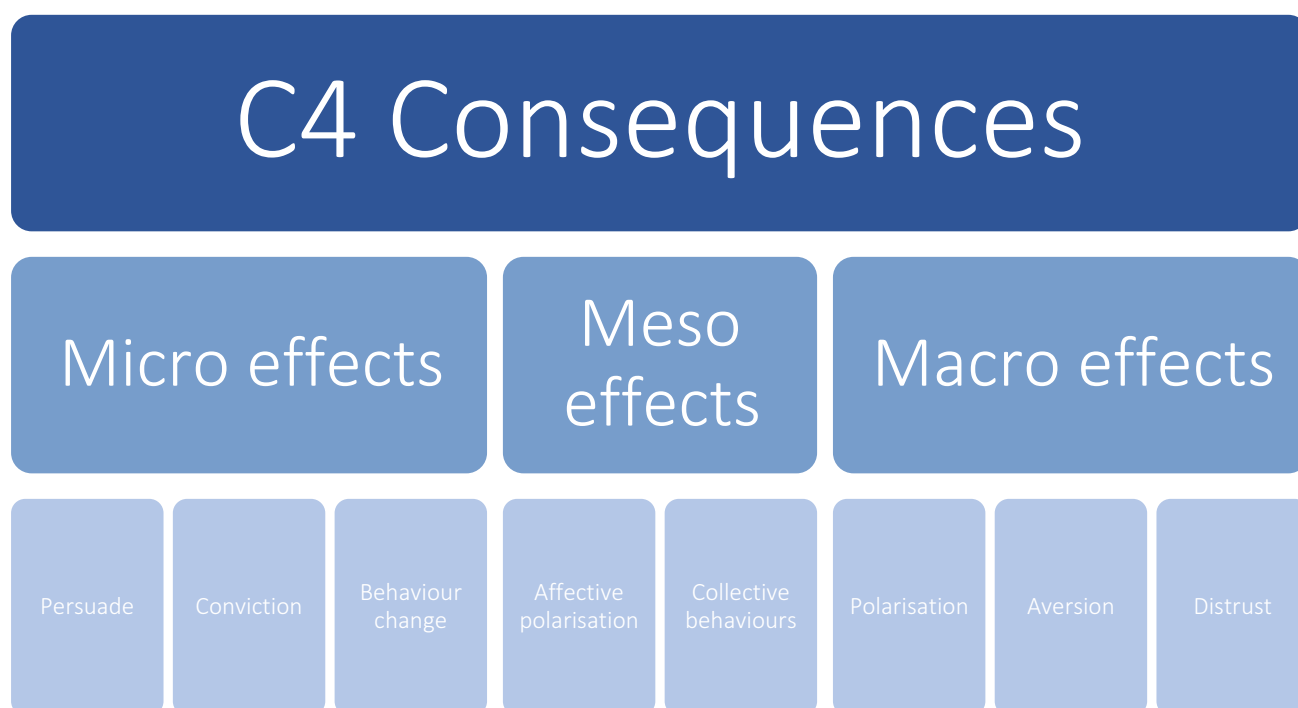 C4 Consequences
Micro effects
Meso
effects
Macro effects
Persuade
Conviction
Behaviour
change
Affective
polarisation
Collective
behaviours
Polarisation
Aversion
Distrust